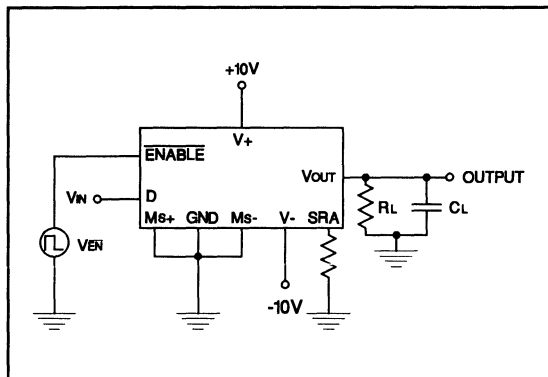 +10V
V+
ENABLE
VOUT
OUTPUT
VIN
D
RL
CL
MS+ GND MS- V- SRA
VEN
-10V